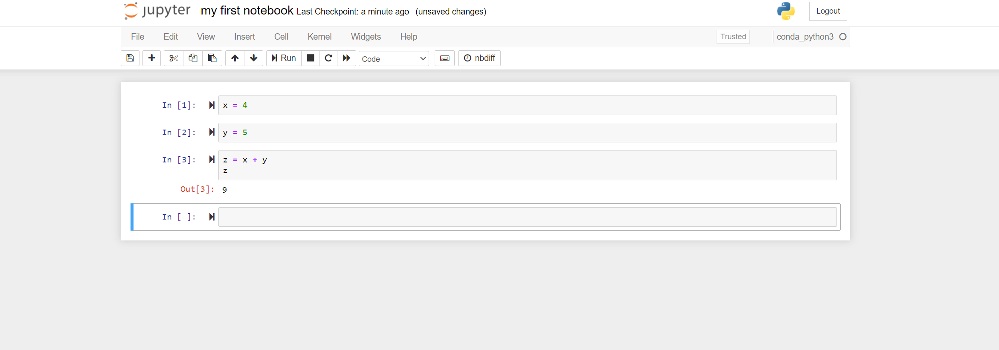 jupyter my first notebook Last Checkpoint: a minute ago (unsaved changes)
Logout
File Edit View Insert Cell Kernel Widgets Help
Trusted
conda_python3
Run
Code
nbdiff
In [1]: x = 4
In [2]: y = 5
In [3]: z = x + y
z
Out[3]: 9
In [ ]: